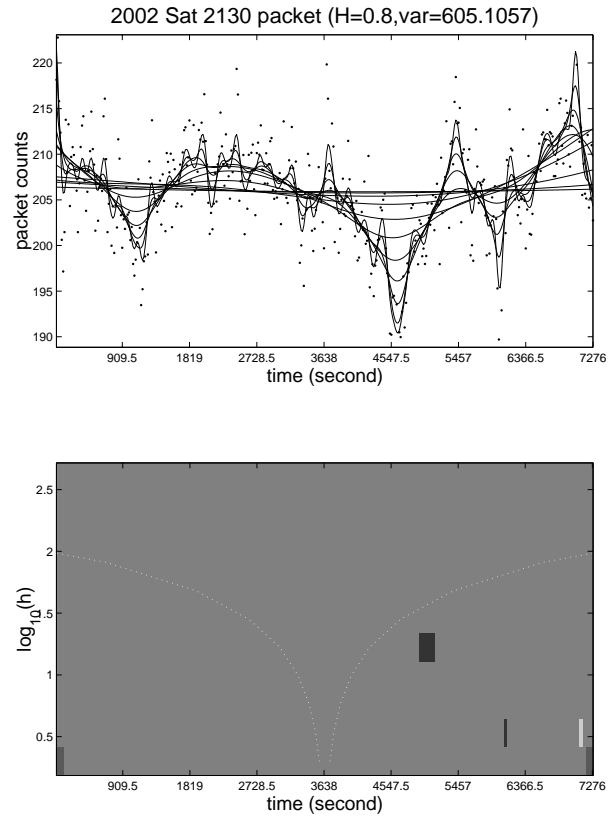 2002 Sat 2130 packet (H=0.8,var=605.1057)
packet counts
220
215
210
205
200
195
190
909.5 1819 2728.5 3638 4547.5 5457 6366.5 7276
time (second)
log10(h)
2.5
2
1.5
1
0.5
909.5 1819 2728.5 3638 4547.5 5457 6366.5 7276
time (second)